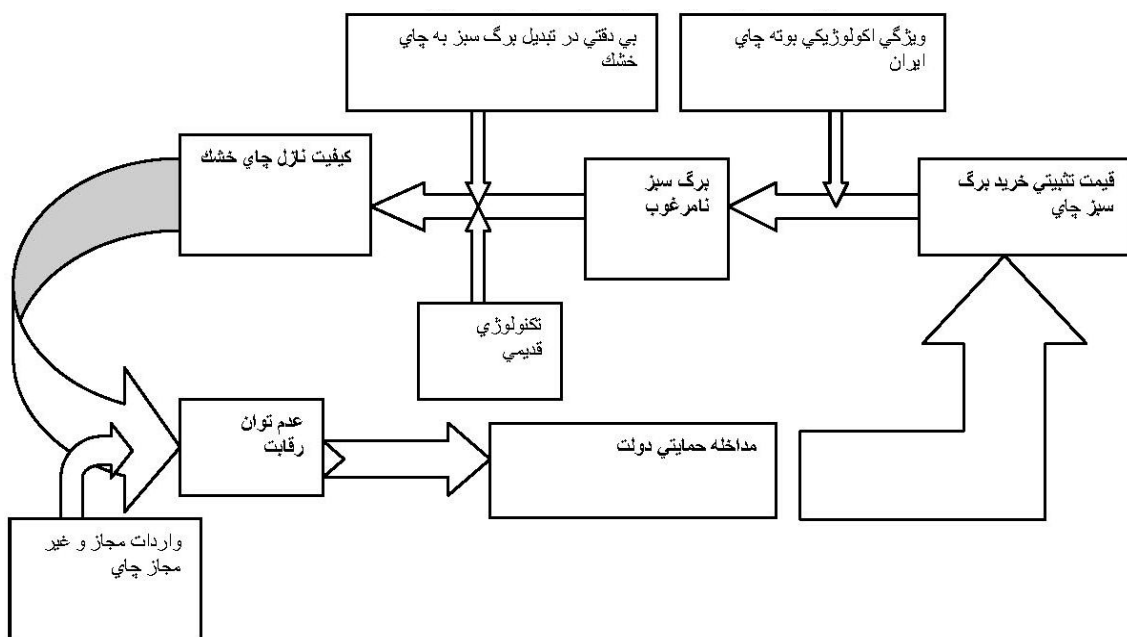 ويژگي اكولوژيكي بوته چاي
ايران
بي دقتي در تبديل برگ سبز به چاي
خشك
قيمت تثبيتي خريد برگ
سبز چاي
برگ سبز
نامرغوب
كيفيت نازل چاي خشك
تكنولوژي
قديمي
عدم توان
رقابت
مداخله حمايتي دولت
واردات مجاز و غير
مجاز چاي